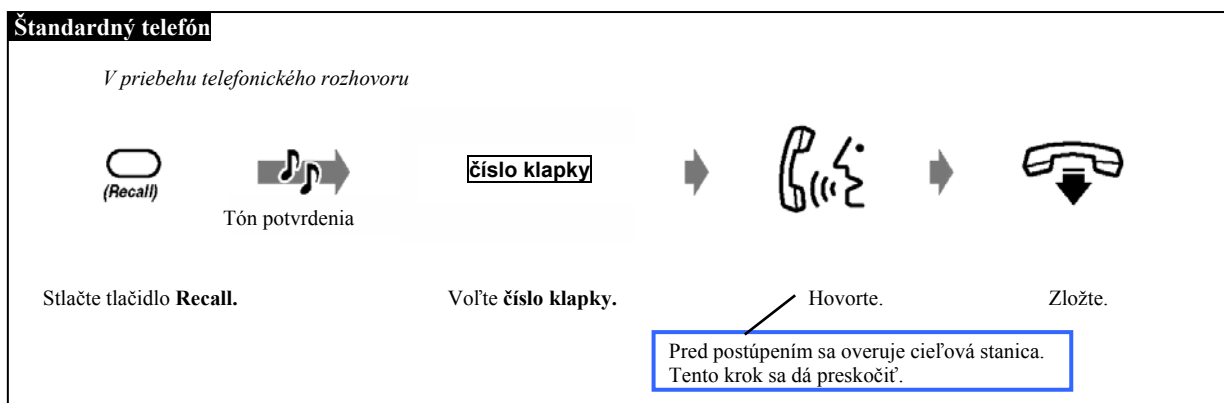 Štandardný telefón
V priebehu telefonického rozhovoru
(Recall)
Tón potvrdenia
číslo klapky
Stlačte tlačidlo Recall.
Voľte číslo klapky.
Hovorte.
Zložte.
Pred postúpením sa overuje cieľová stanica.
Tento krok sa dá preskočiť.